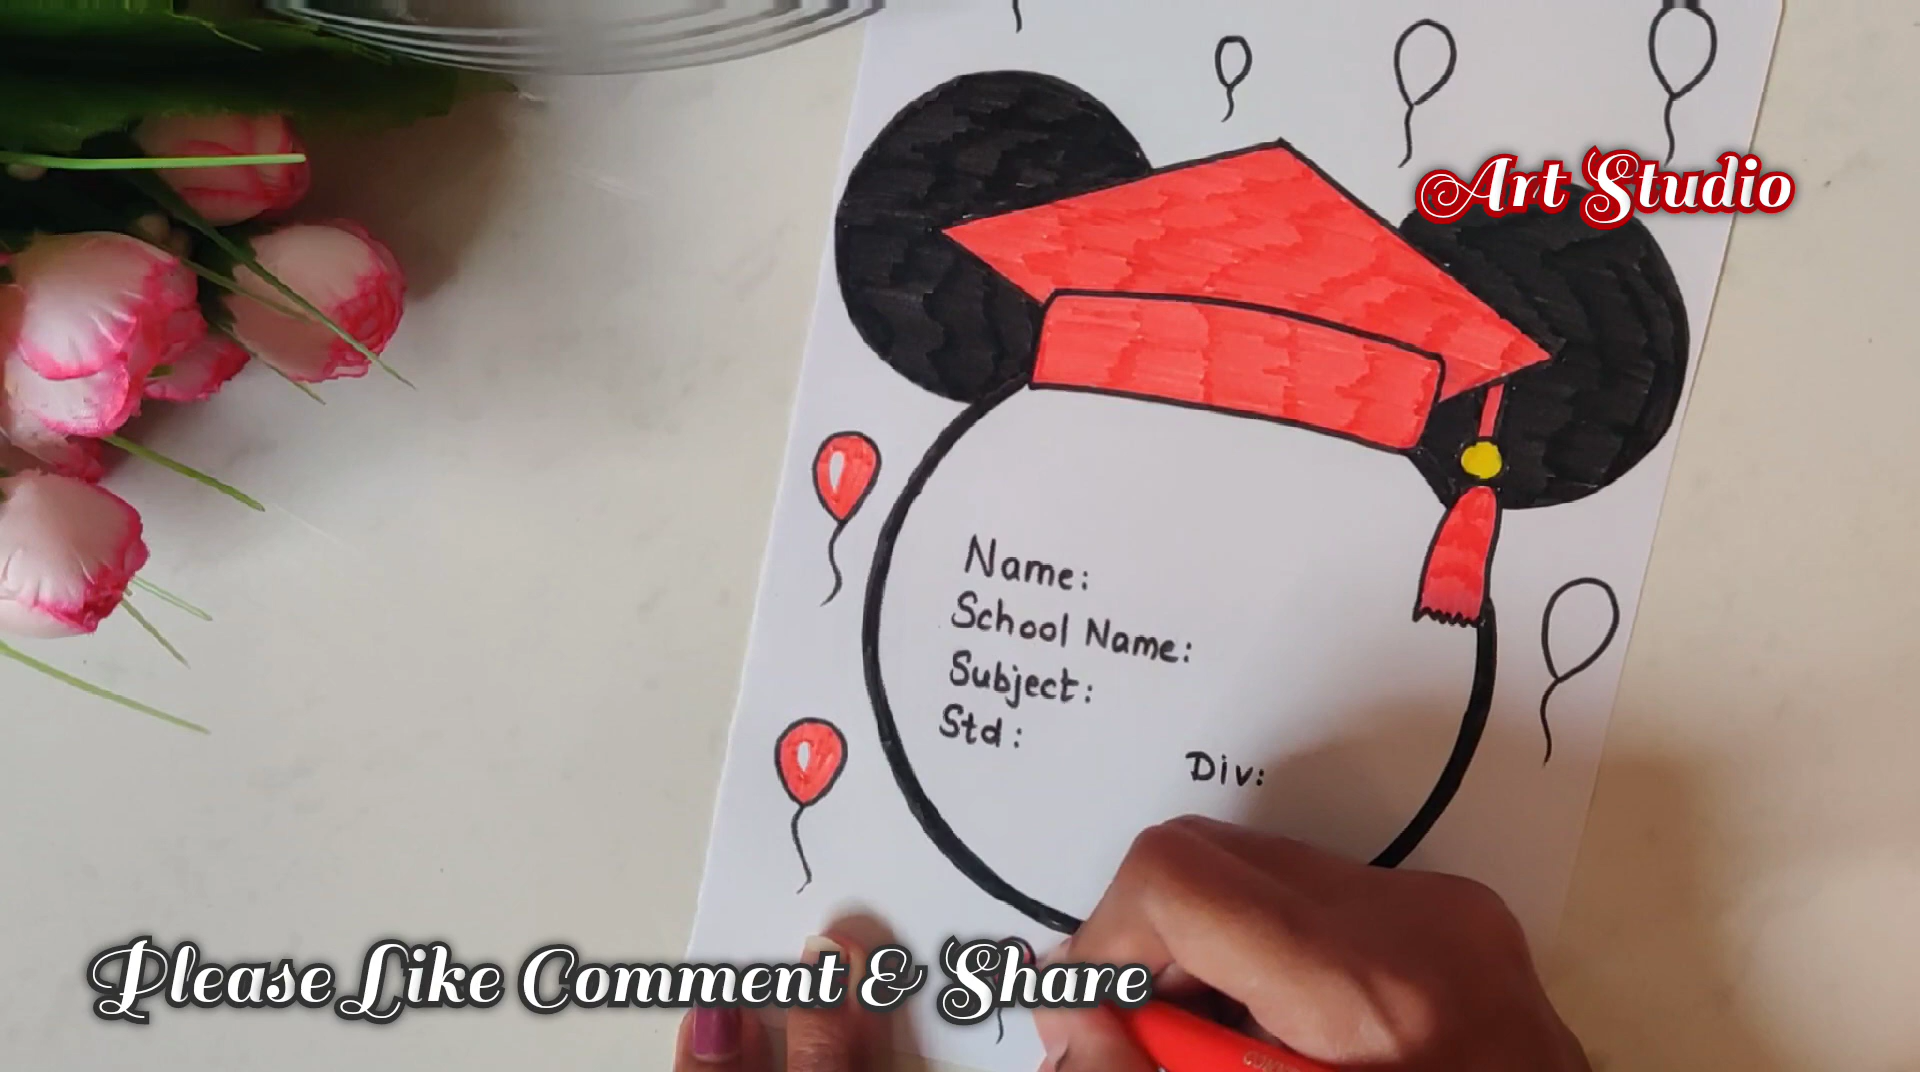 Art Studio
Name:
School Name:
Subject:
Std:
Div:
Please Like Comment & Share